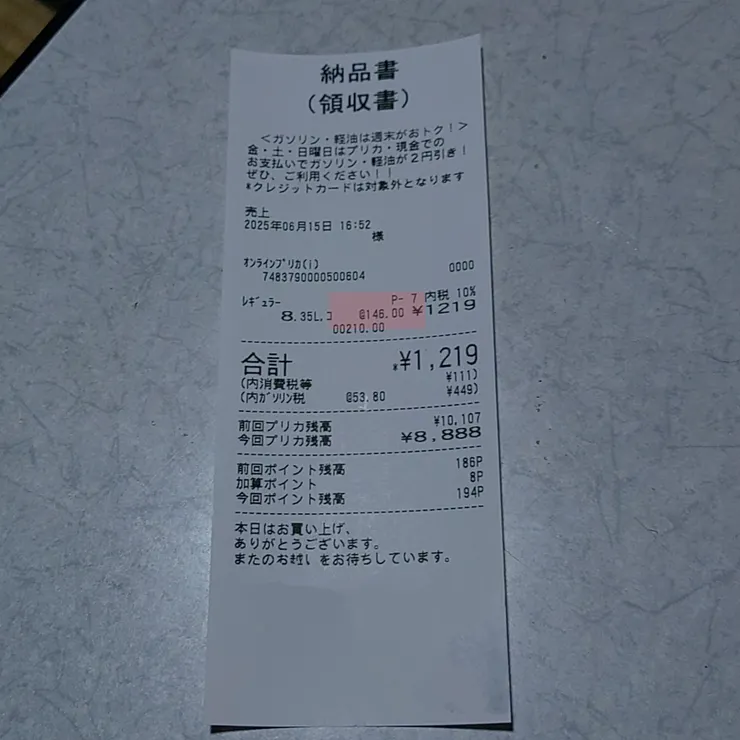 納品書
(領収書)
<ガソリン・軽油は週末がおトク!>
金・土・日曜日はプリカ・現金での
お支払いでガソリン・軽油が2円引き!
ぜひ、ご利用ください!!
*クレジットカードは対象外となります
売上
2025年06月15日 16:52
様
オンラインプリカ(i) 0000
7483790000500604
レギュラー P- 7 内税 10%
8.35L.コ @146.00 ¥1219
00210.00
合計 *¥1,219
(内消費税等 ¥111)
(内ガソリン税 @53.80 ¥449)
前回プリカ残高 ¥10,107
今回プリカ残高 ¥8,888
前回ポイント残高 186P
加算ポイント 8P
今回ポイント残高 194P
本日はお買い上げ、
ありがとうございます。
またのお越しをお待ちしています。